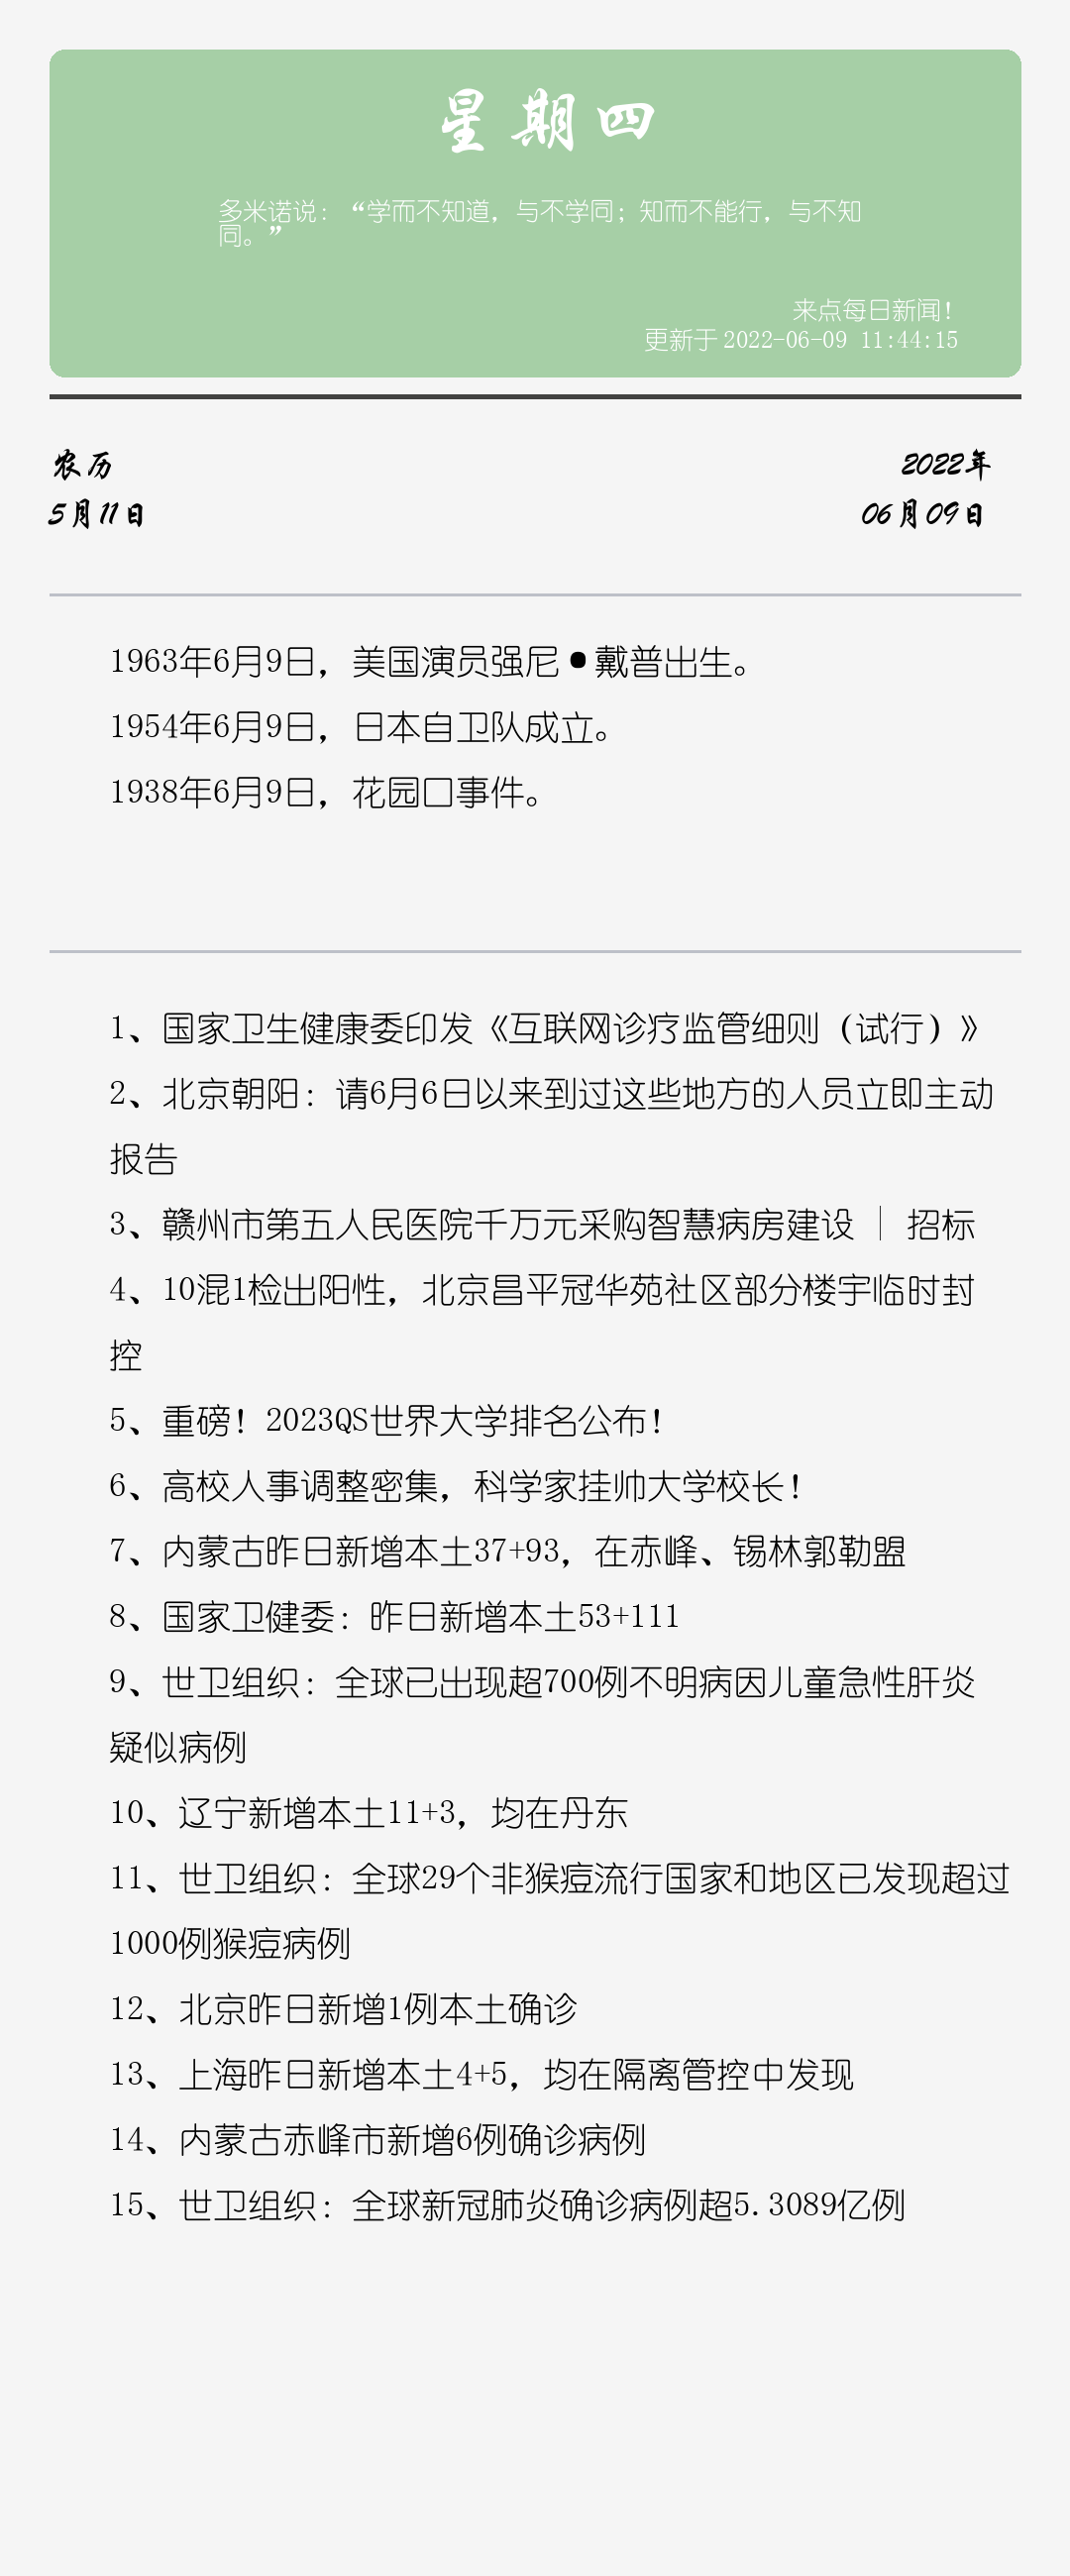 星期四
多米诺说：“学而不知道，与不学同；知而不能行，与不知
同。”
来点每日新闻！
更新于 2022-06-09 11:44:15
农历
2022年
5月11日
06月09日
1963年6月9日，美国演员强尼•戴普出生。
1954年6月9日，日本自卫队成立。
1938年6月9日，花园口事件。
1、国家卫生健康委印发《互联网诊疗监管细则（试行）》
2、北京朝阳：请6月6日以来到过这些地方的人员立即主动
报告
3、赣州市第五人民医院千万元采购智慧病房建设 | 招标
4、10混1检出阳性，北京昌平冠华苑社区部分楼宇临时封
控
5、重磅！2023QS世界大学排名公布！
6、高校人事调整密集，科学家挂帅大学校长！
7、内蒙古昨日新增本土37+93，在赤峰、锡林郭勒盟
8、国家卫健委：昨日新增本土53+111
9、世卫组织：全球已出现超700例不明病因儿童急性肝炎
疑似病例
10、辽宁新增本土11+3，均在丹东
11、世卫组织：全球29个非猴痘流行国家和地区已发现超过
1000例猴痘病例
12、北京昨日新增1例本土确诊
13、上海昨日新增本土4+5，均在隔离管控中发现
14、内蒙古赤峰市新增6例确诊病例
15、世卫组织：全球新冠肺炎确诊病例超5.3089亿例